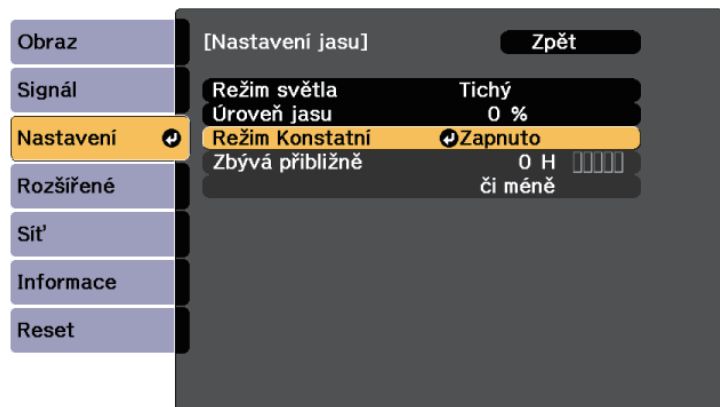 Obraz
Signál
Nastavení
Rozšířené
Síť
Informace
Reset
[Nastavení jasu] Zpět
Režim světla Tichý
Úroveň jasu 0 %
Režim Konstatní Zapnuto
Zbývá přibližně 0 H
či méně